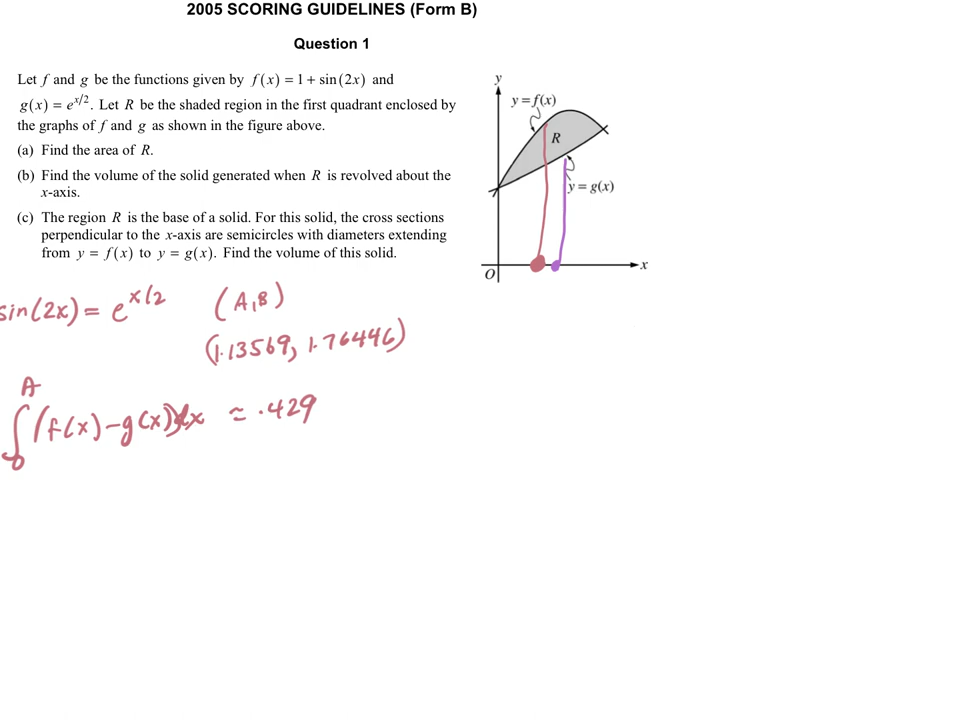 2005 SCORING GUIDELINES (Form B)
Question 1
Let f and g be the functions given by f(x) = 1 + sin(2x) and
g(x) = e^{x/2}. Let R be the shaded region in the first quadrant enclosed by
the graphs of f and g as shown in the figure above.
(a) Find the area of R.
(b) Find the volume of the solid generated when R is revolved about the
x-axis.
(c) The region R is the base of a solid. For this solid, the cross sections
perpendicular to the x-axis are semicircles with diameters extending
from y = f(x) to y = g(x). Find the volume of this solid.
y
y = f(x)
R
y = g(x)
O
x
sin(2x) = e^{x/2} (A,B)
(1.13569, 1.76446)
A
∫(f(x)-g(x))dx ≈ .429
0